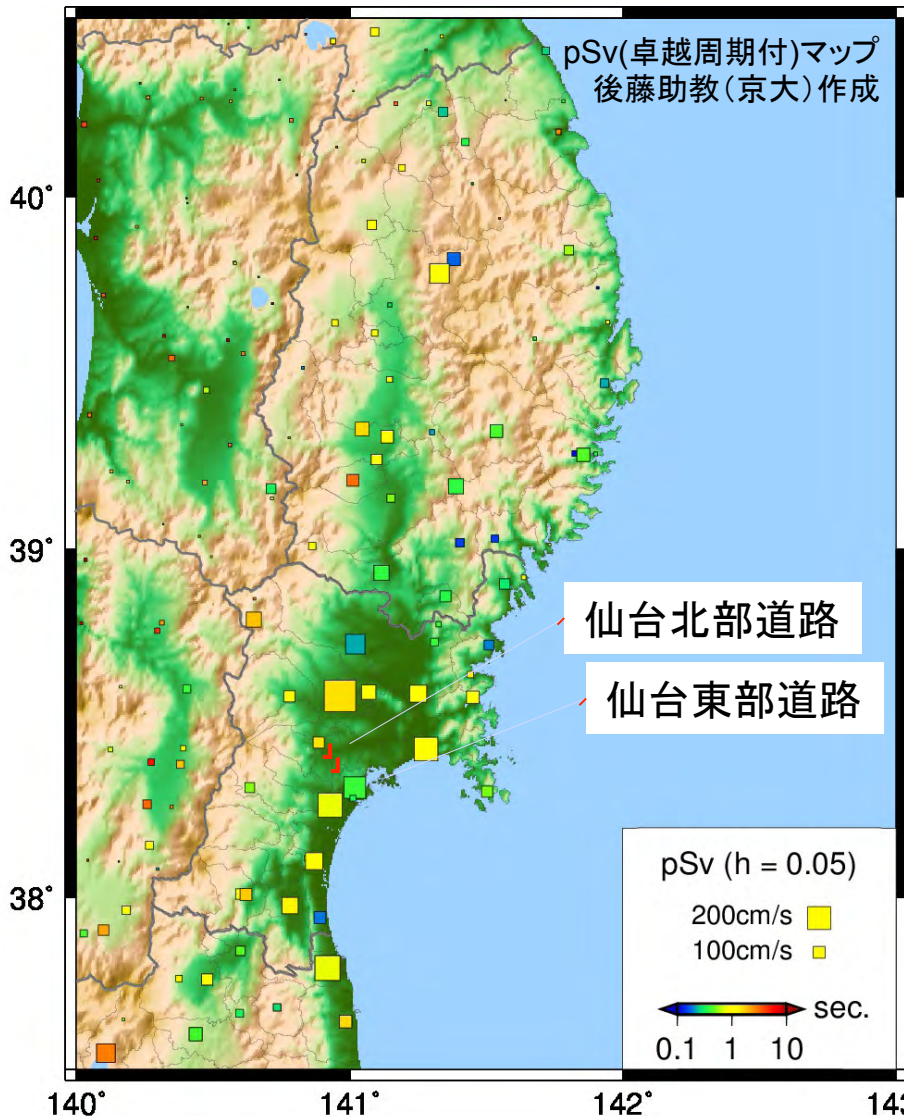 pSv(卓越周期付)マップ
後藤助教(京大)作成
40°
39°
38°
仙台北部道路
仙台東部道路
pSv (h = 0.05)
200cm/s
100cm/s
sec.
0.1 1 10
140° 141° 142° 143